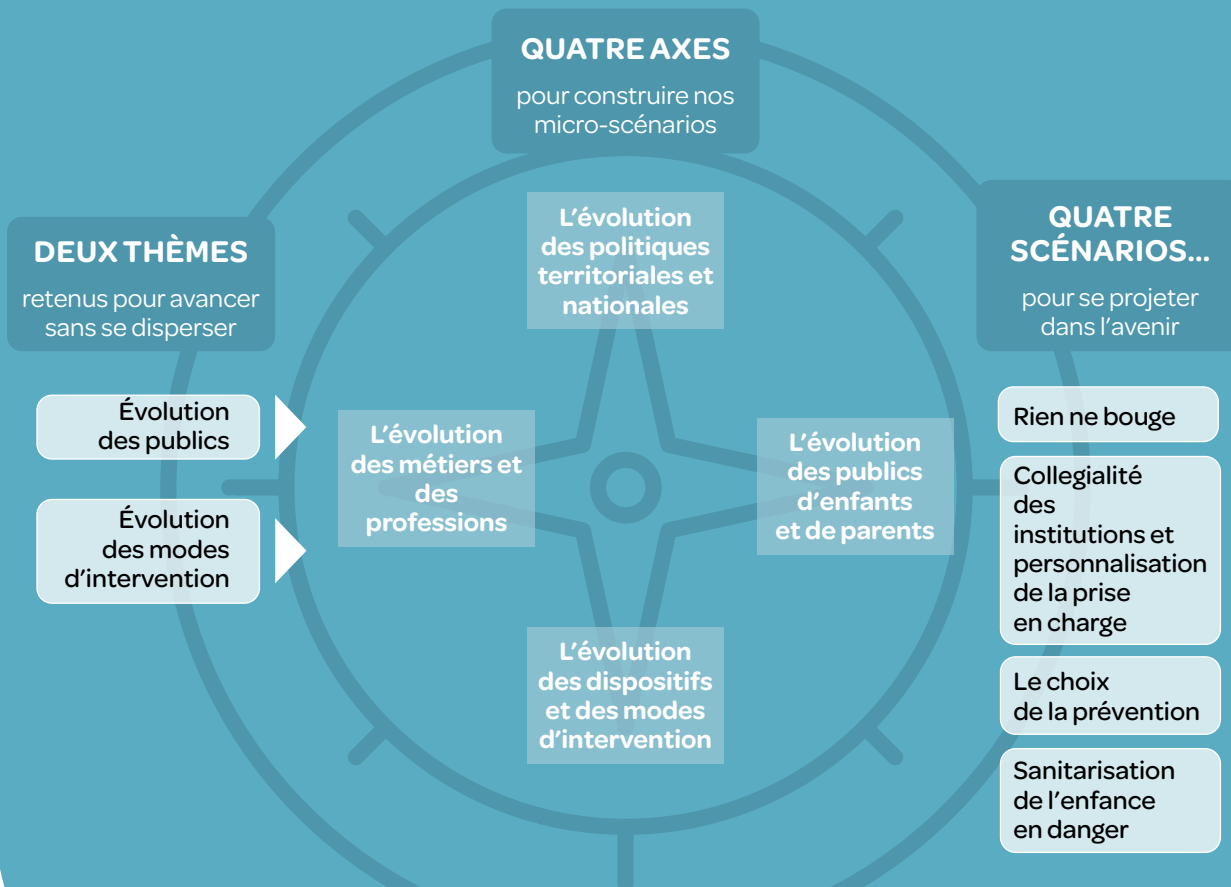 QUATRE AXES
pour construire nos
micro-scénarios
DEUX THÈMES
retenus pour avancer
sans se disperser
Évolution
des publics
Évolution
des modes
d'intervention
L'évolution
des politiques
territoriales et
nationales
L'évolution
des métiers et
des
professions
L'évolution
des publics
d'enfants
et de parents
L'évolution
des dispositifs
et des modes
d'intervention
QUATRE
SCÉNARIOS...
pour se projeter
dans l'avenir
Rien ne bouge
Collegialité
des
institutions et
personnalisation
de la prise
en charge
Le choix
de la prévention
Sanitarisation
de l'enfance
en danger